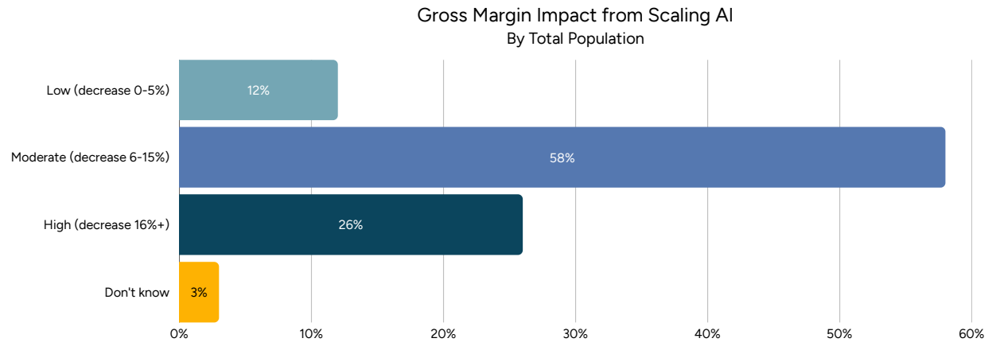 Gross Margin Impact from Scaling AI
By Total Population
Low (decrease 0-5%)
12%
Moderate (decrease 6-15%)
58%
High (decrease 16%+)
26%
Don't know
3%
0% 10% 20% 30% 40% 50% 60%